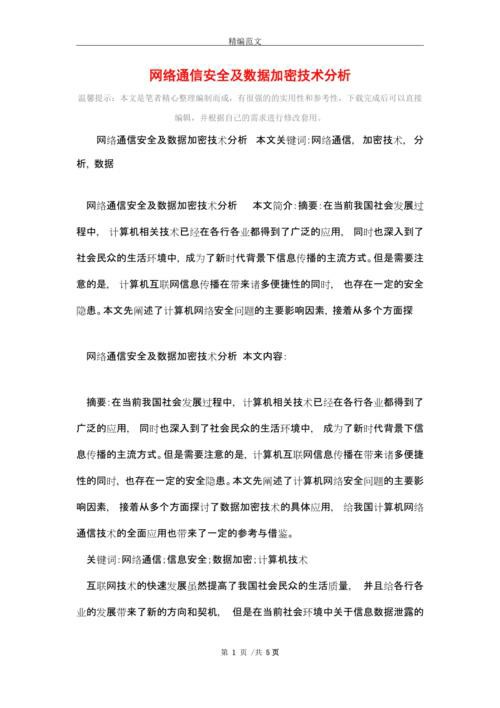 精编范文
网络通信安全及数据加密技术分析
温馨提示：本文是笔者精心整理编制而成，有很强的的实用性和参考性，下载完成后可以直接
编辑，并根据自己的需求进行修改套用。
网络通信安全及数据加密技术分析 本文关键词:网络通信, 加密技术, 分
析, 数据
网络通信安全及数据加密技术分析 本文简介:摘要:在当前我国社会发展过
程中, 计算机相关技术已经在各行各业都得到了广泛的应用, 同时也深入到了
社会民众的生活环境中, 成为了新时代背景下信息传播的主流方式。但是需要注
意的是, 计算机互联网信息传播在带来诸多便捷性的同时, 也存在一定的安全
隐患。本文先阐述了计算机网络安全问题的主要影响因素, 接着从多个方面探
网络通信安全及数据加密技术分析 本文内容:
摘要:在当前我国社会发展过程中, 计算机相关技术已经在各行各业都得到了
广泛的应用, 同时也深入到了社会民众的生活环境中, 成为了新时代背景下信
息传播的主流方式。但是需要注意的是, 计算机互联网信息传播在带来诸多便捷
性的同时, 也存在一定的安全隐患。本文先阐述了计算机网络安全问题的主要影
响因素, 接着从多个方面探讨了数据加密技术的具体应用, 给我国计算机网络
通信技术的全面应用也带来了一定的参考与借鉴。
关键词:网络通信;信息安全;数据加密;计算机技术
互联网技术的快速发展虽然提高了我国社会民众的生活质量, 并且给各行各
业的发展带来了新的方向和契机, 但是在当前社会环境中关于信息数据泄露的
第 1 页 /共 5 页